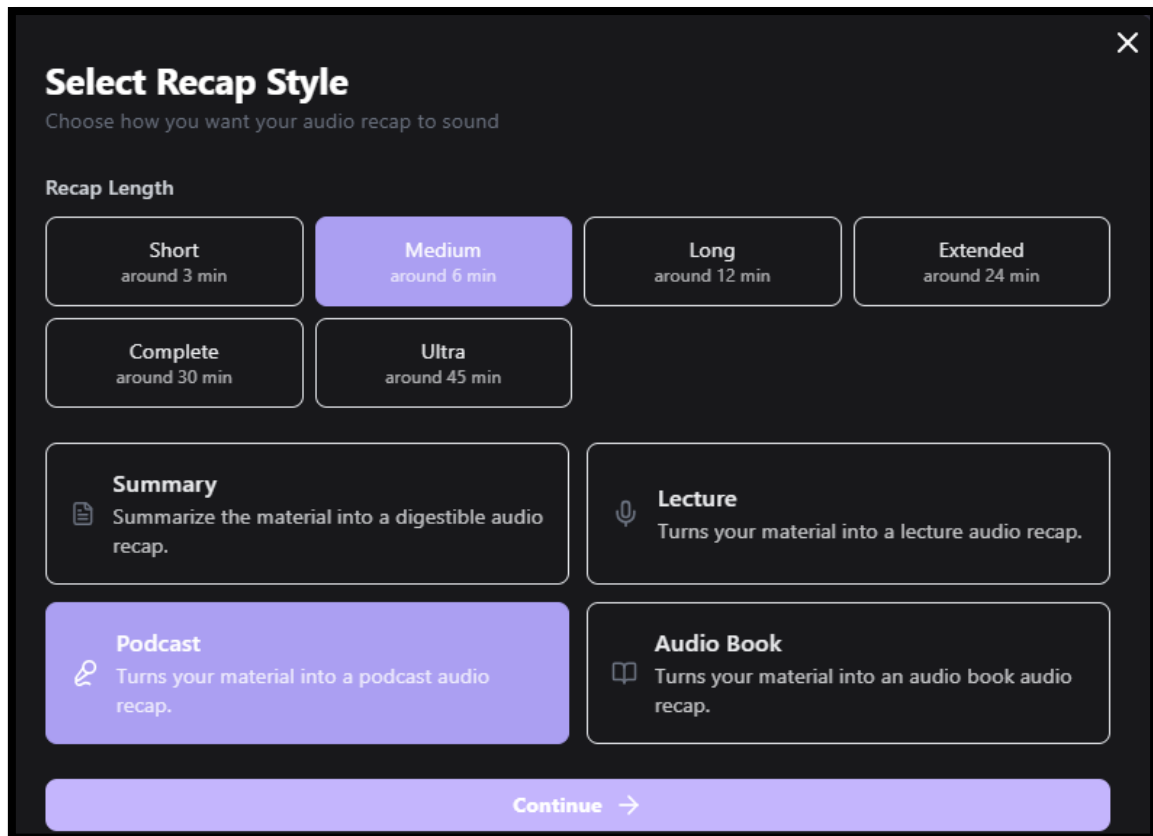 Select Recap Style
Choose how you want your audio recap to sound
Recap Length
Short
around 3 min
Medium
around 6 min
Long
around 12 min
Extended
around 24 min
Complete
around 30 min
Ultra
around 45 min
Summary
Summarize the material into a digestible audio
recap.
Lecture
Turns your material into a lecture audio recap.
Podcast
Turns your material into a podcast audio
recap.
Audio Book
Turns your material into an audio book audio
recap.
Continue